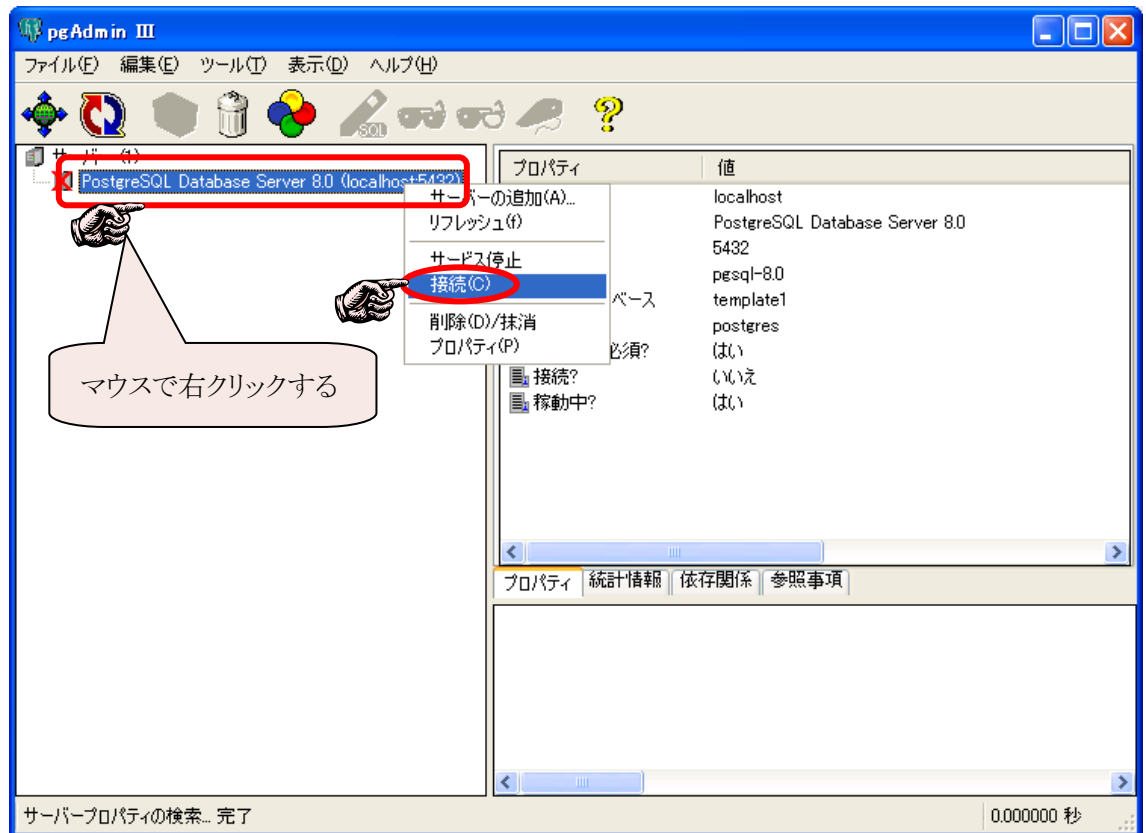 pgAdmin III
ファイル(F) 編集(E) ツール(T) 表示(D) ヘルプ(H)
SQL
(1)
PostgreSQL Database Server 8.0 (localhost:5432)
サーバーの追加(A)...
リフレッシュ(f)
サービス停止
接続(C)
削除(D)/抹消
プロパティ(P)
マウスで右クリックする
プロパティ 値
localhost
PostgreSQL Database Server 8.0
5432
pgsql-8.0
ベース template1
postgres
必須? はい
接続? いいえ
稼動中? はい
プロパティ 統計情報 依存関係 参照事項
サーバープロパティの検索... 完了 0.000000 秒